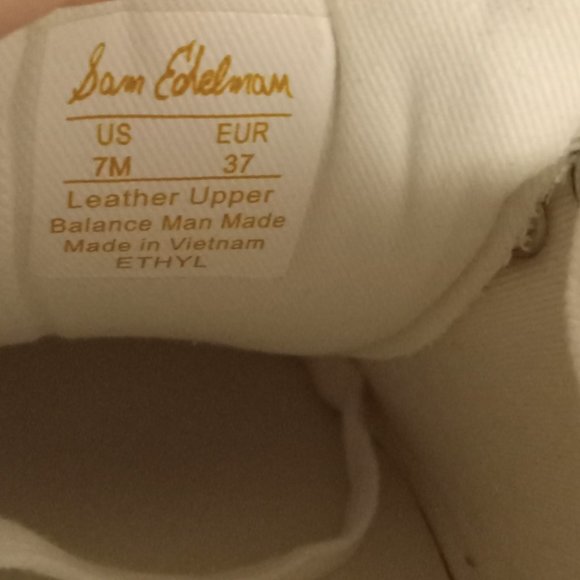 Sam Edelman
US EUR
7M 37
Leather Upper
Balance Man Made
Made in Vietnam
ETHYL